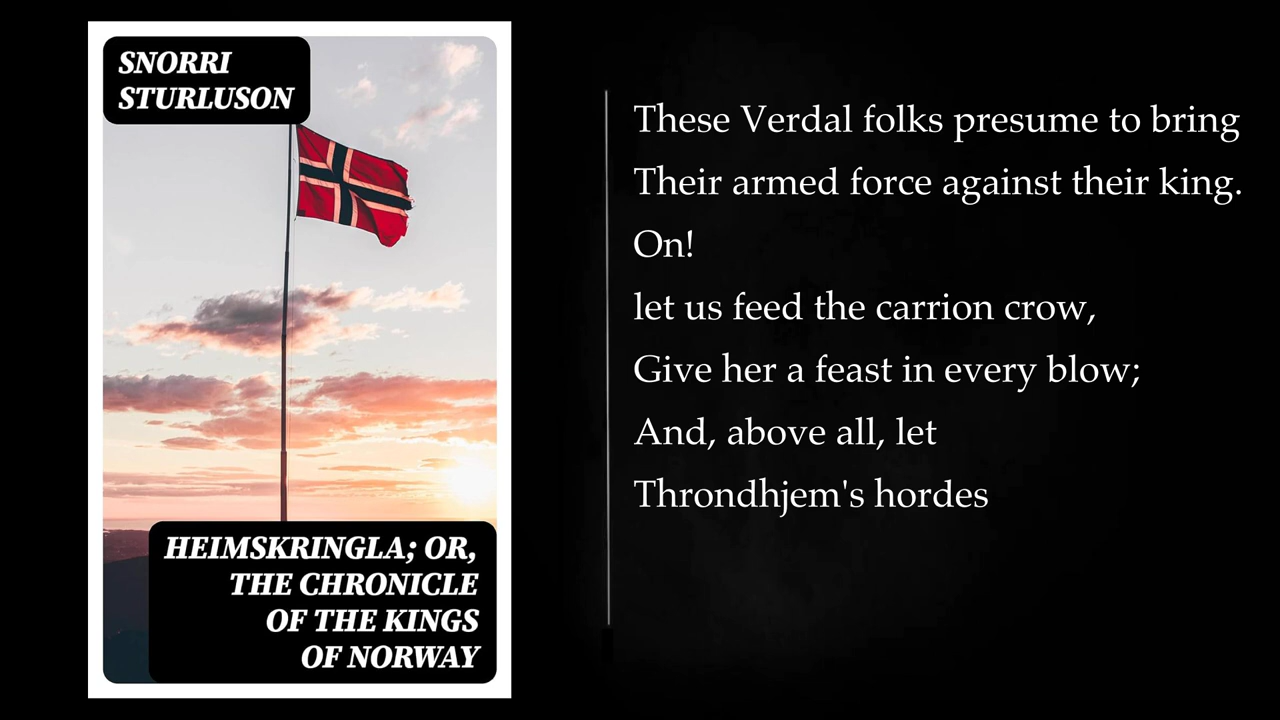 SNORRI
STURLUSON
HEIMSKRINGLA; OR,
THE CHRONICLE
OF THE KINGS
OF NORWAY
These Verdal folks presume to bring
Their armed force against their king.
On!
let us feed the carrion crow,
Give her a feast in every blow;
And, above all, let
Throndhjem's hordes